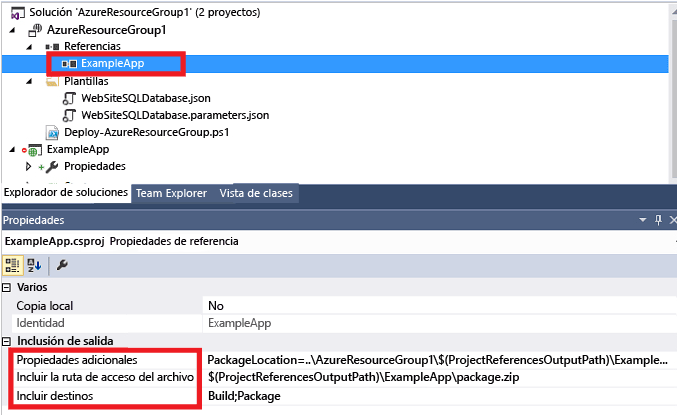 Solución 'AzureResourceGroup1' (2 proyectos)
AzureResourceGroup1
Referencias
ExampleApp
Plantillas
WebSiteSQLDatabase.json
WebSiteSQLDatabase.parameters.json
Deploy-AzureResourceGroup.ps1
ExampleApp
Propiedades
Explorador de soluciones Team Explorer Vista de clases
Propiedades
ExampleApp.csproj Propiedades de referencia
Varios
Copia local No
Identidad ExampleApp
Inclusión de salida
Propiedades adicionales PackageLocation=..\AzureResourceGroup1\$(ProjectReferencesOutputPath)\Example...
Incluir la ruta de acceso del archivo $(ProjectReferencesOutputPath)\ExampleApp\package.zip
Incluir destinos Build;Package